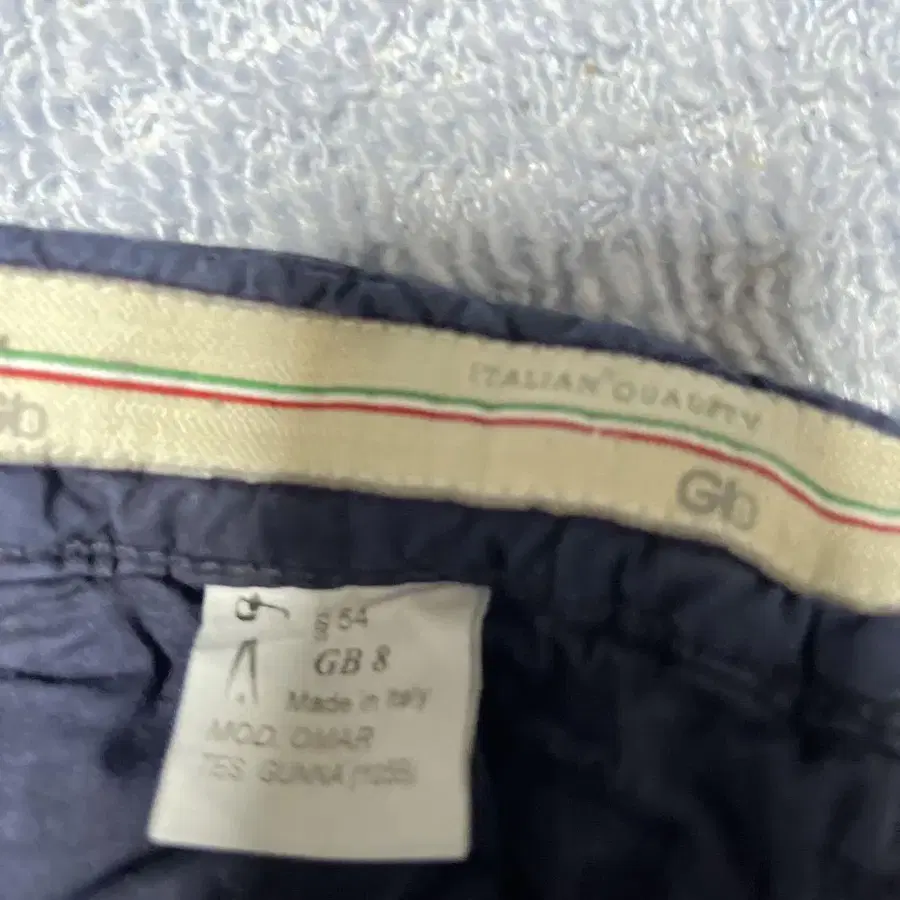 ITALIAN QUALITY
Gb
Gb
54
GB 8
Made in Italy
MOD. OMAR
TES. GUNNA